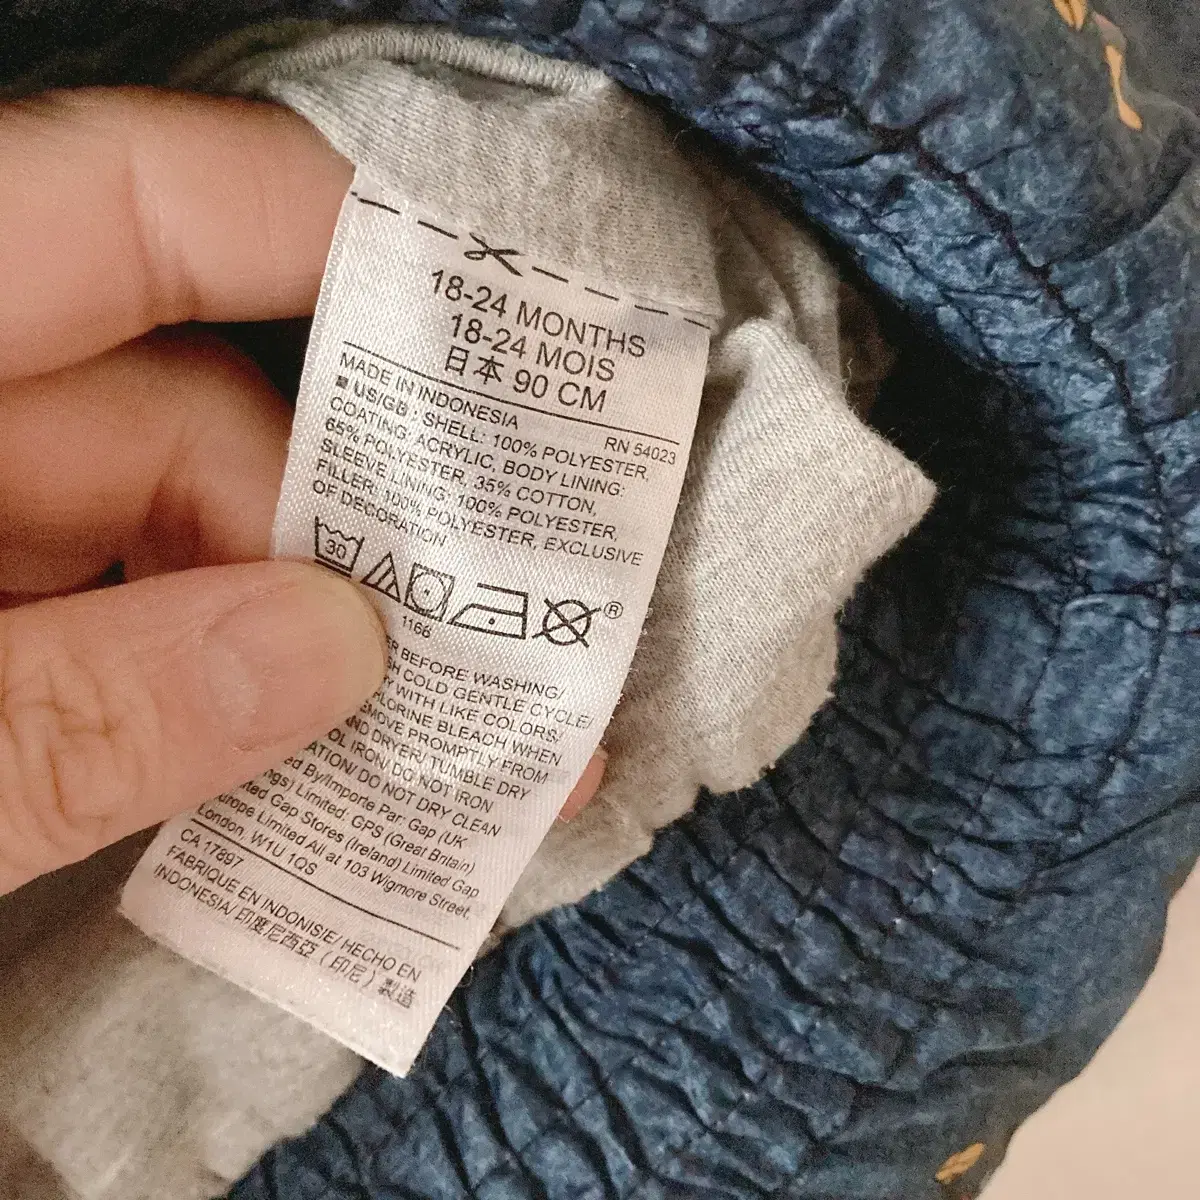 18-24 MONTHS
18-24 MOIS
日本 90 CM
MADE IN INDONESIA
RN 54023
■ US/GB : SHELL: 100% POLYESTER,
COATING: ACRYLIC, BODY LINING:
65% POLYESTER, 35% COTTON,
SLEEVE LINING: 100% POLYESTER,
FILLER: 100% POLYESTER, EXCLUSIVE
OF DECORATION
30
®
1166
BEFORE WASHING/
COLD GENTLE CYCLE/
WITH LIKE COLORS/
BLEACH WHEN
PROMPTLY FROM
DRYER/ TUMBLE DRY
IRON/ DO NOT IRON
DO NOT DRY CLEAN
By/Importe Par: Gap (UK
Limited: GPS (Great Britain)
Gap Stores (Ireland) Limited Gap
Europe Limited All at 103 Wigmore Street
London, W1U 1QS
CA 17897
FABRIQUE EN INDONISIE/ HECHO EN
INDONESIA/ 印度尼西亞 (印尼) 製造